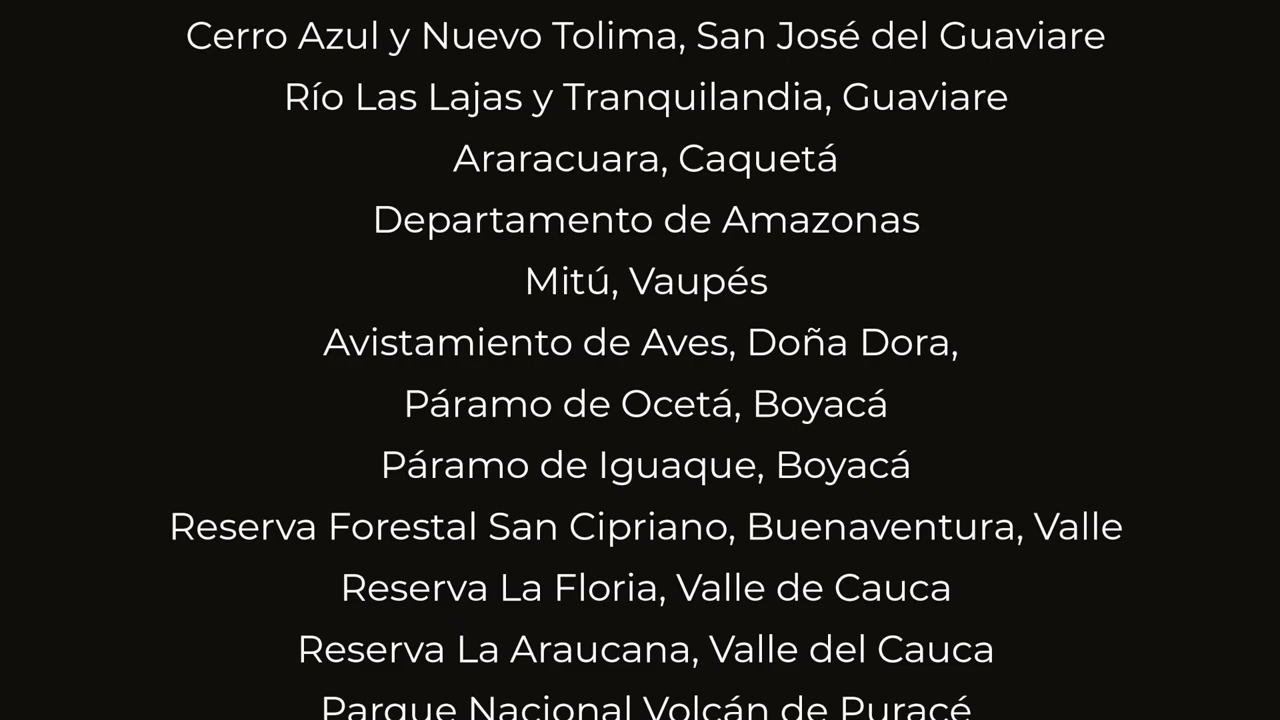 Cerro Azul y Nuevo Tolima, San José del Guaviare
Río Las Lajas y Tranquilandia, Guaviare
Araracuara, Caquetá
Departamento de Amazonas
Mitú, Vaupés
Avistamiento de Aves, Doña Dora,
Páramo de Ocetá, Boyacá
Páramo de Iguaque, Boyacá
Reserva Forestal San Cipriano, Buenaventura, Valle
Reserva La Floria, Valle de Cauca
Reserva La Araucana, Valle del Cauca
Parque Nacional Volcán de Puracé